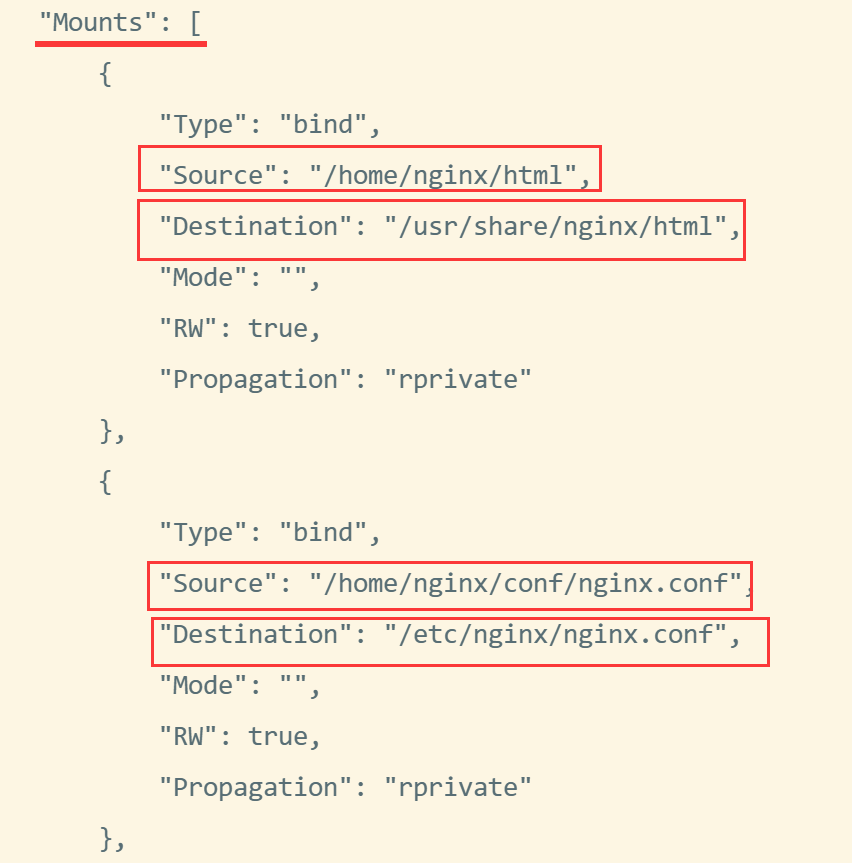 "Mounts": [
{
"Type": "bind",
"Source": "/home/nginx/html",
"Destination": "/usr/share/nginx/html",
"Mode": "",
"RW": true,
"Propagation": "rprivate"
},
{
"Type": "bind",
"Source": "/home/nginx/conf/nginx.conf",
"Destination": "/etc/nginx/nginx.conf",
"Mode": "",
"RW": true,
"Propagation": "rprivate"
},